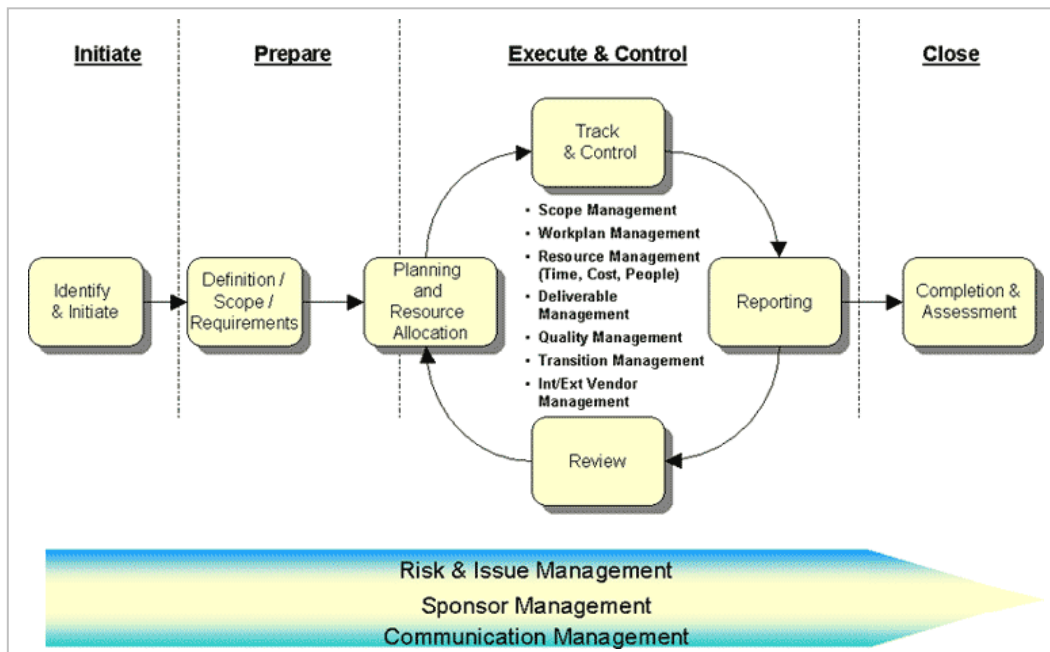 Initiate
Prepare
Execute & Control
Close
Identify
& Initiate
Definition /
Scope /
Requirements
Planning
and
Resource
Allocation
Track
& Control
• Scope Management
• Workplan Management
• Resource Management
(Time, Cost, People)
• Deliverable
Management
• Quality Management
• Transition Management
• Int/Ext Vendor
Management
Reporting
Completion &
Assessment
Review
Risk & Issue Management
Sponsor Management
Communication Management